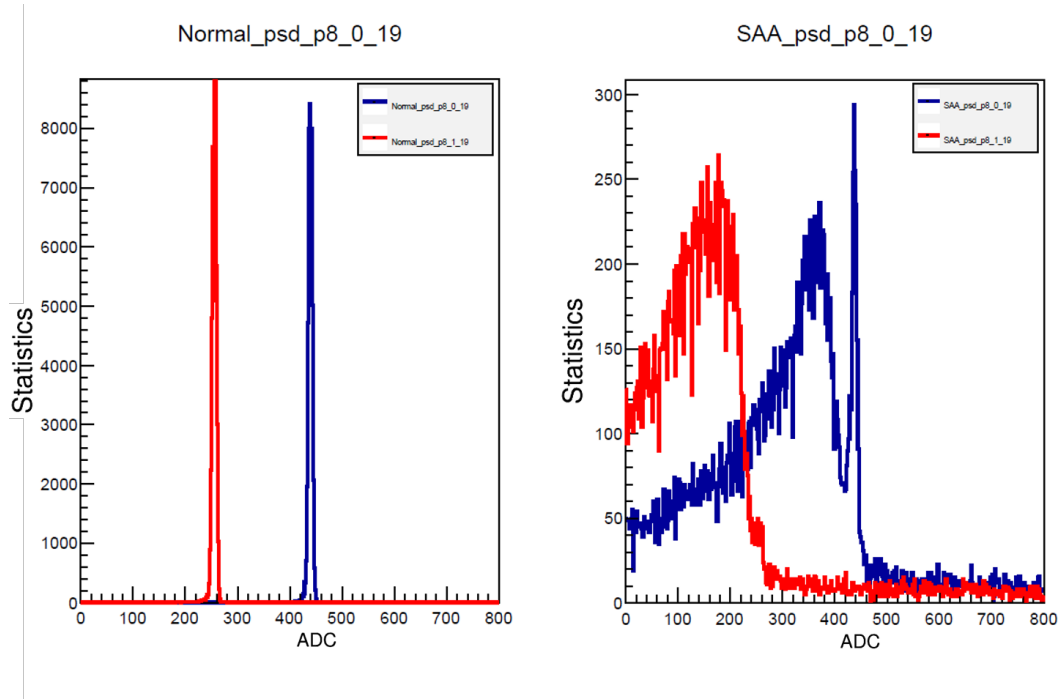 Normal_psd_p8_0_19
Normal_psd_p8_0_19
Normal_psd_p8_1_19
8000
7000
6000
5000
4000
3000
2000
1000
0
Statistics
0 100 200 300 400 500 600 700 800
ADC
SAA_psd_p8_0_19
SAA_psd_p8_0_19
SAA_psd_p8_1_19
300
250
200
150
100
50
0
Statistics
0 100 200 300 400 500 600 700 800
ADC